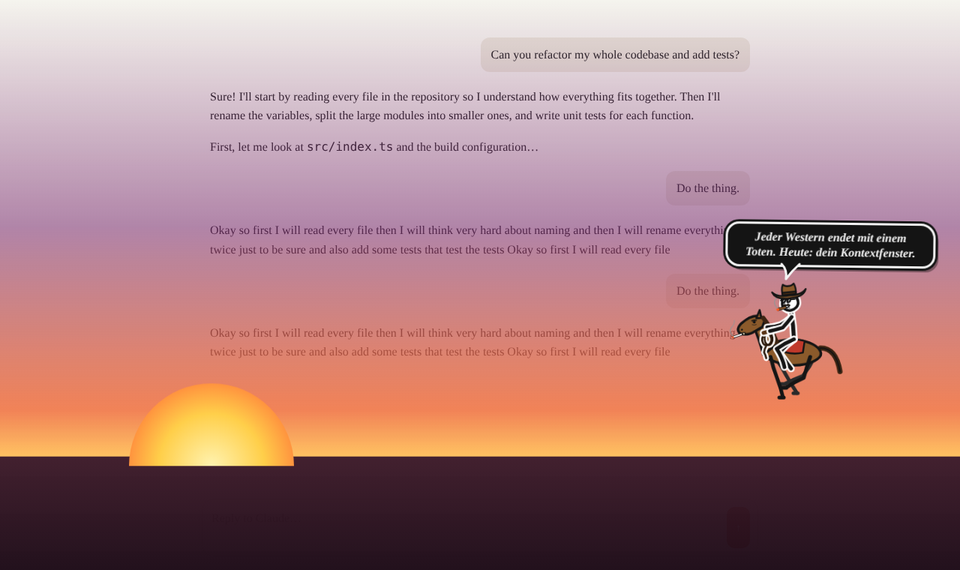 Can you refactor my whole codebase and add tests?
Sure! I'll start by reading every file in the repository so I understand how everything fits together. Then I'll
rename the variables, split the large modules into smaller ones, and write unit tests for each function.
First, let me look at src/index.ts and the build configuration…
Do the thing.
Okay so first I will read every file then I will think very hard about naming and then I will rename
twice just to be sure and also add some tests that test the tests Okay so first I will read every file
Jeder Western endet mit einem
Toten. Heute: dein Kontextfenster.
Do the thing.
Okay so first I will read every file then I will think very hard about naming and then I will rename everything
twice just to be sure and also add some tests that test the tests Okay so first I will read every file